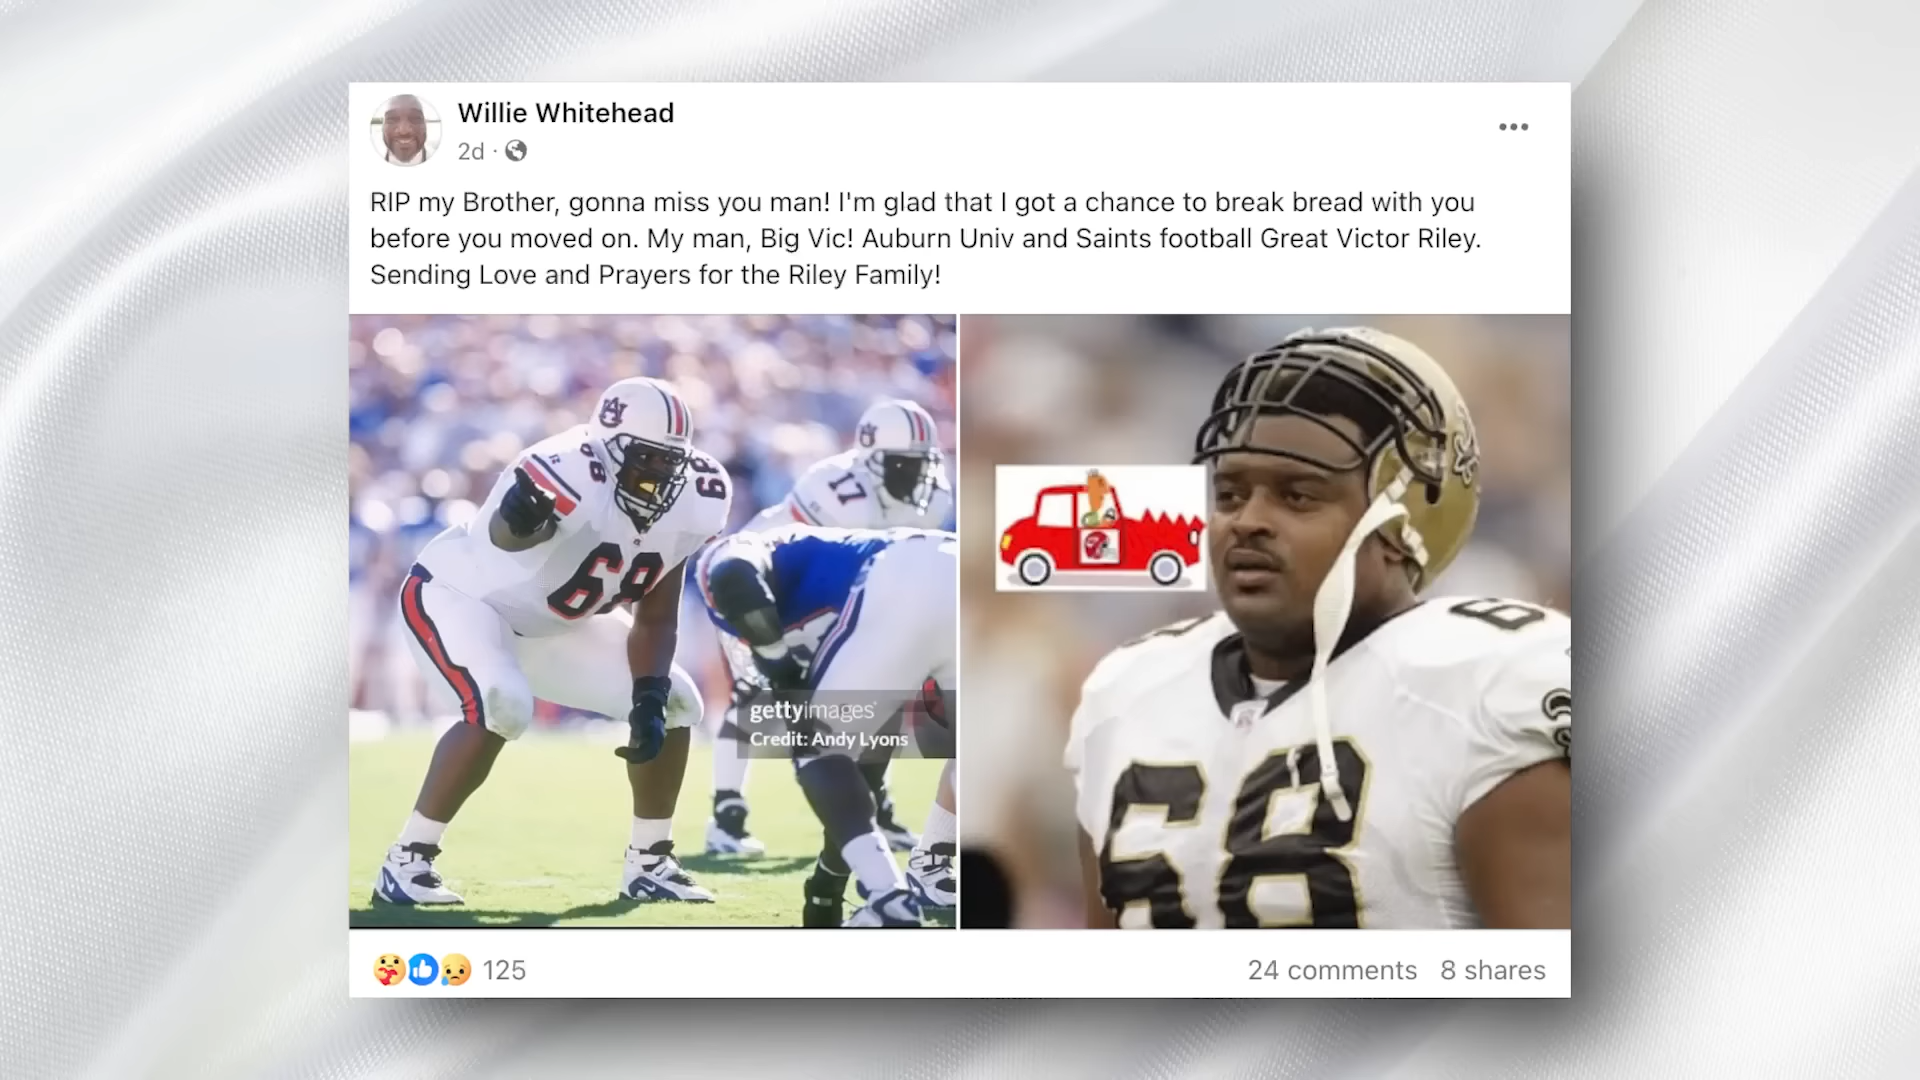 Willie Whitehead
2d ·
RIP my Brother, gonna miss you man! I'm glad that I got a chance to break bread with you
before you moved on. My man, Big Vic! Auburn Univ and Saints football Great Victor Riley.
Sending Love and Prayers for the Riley Family!
AU
68
68
68
AU
17
gettyimages®
Credit: Andy Lyons
68
68
125
24 comments 8 shares